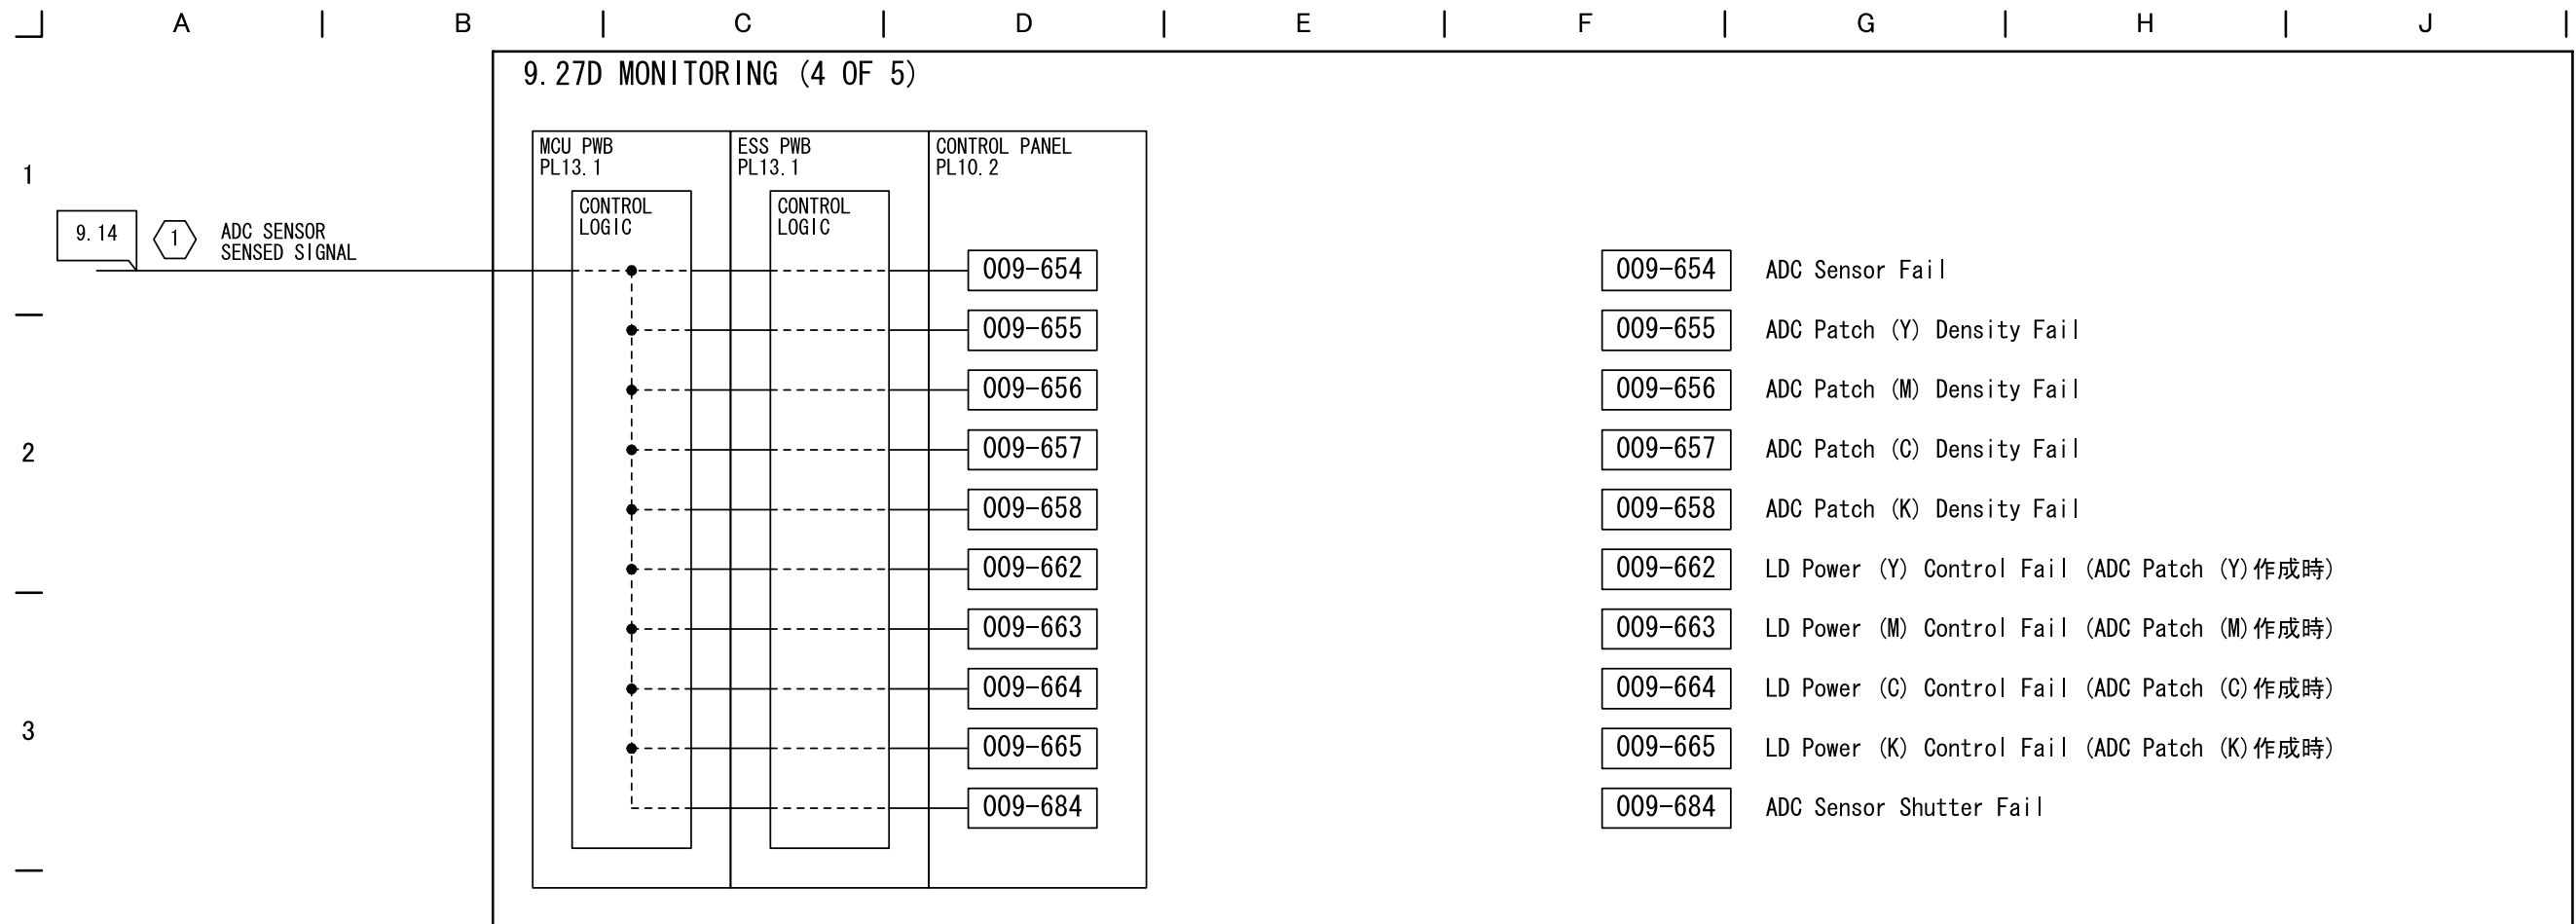 A B C D E F G H J
9.27D MONITORING (4 OF 5)
MCU PWB
PL13.1
ESS PWB
PL13.1
CONTROL PANEL
PL10.2
1
CONTROL
LOGIC
CONTROL
LOGIC
9.14
1
ADC SENSOR
SENSED SIGNAL
009-654
009-655
009-656
009-657
009-658
009-662
009-663
009-664
009-665
009-684
2
3
009-654 ADC Sensor Fail
009-655 ADC Patch (Y) Density Fail
009-656 ADC Patch (M) Density Fail
009-657 ADC Patch (C) Density Fail
009-658 ADC Patch (K) Density Fail
009-662 LD Power (Y) Control Fail (ADC Patch (Y)作成時)
009-663 LD Power (M) Control Fail (ADC Patch (M)作成時)
009-664 LD Power (C) Control Fail (ADC Patch (C)作成時)
009-665 LD Power (K) Control Fail (ADC Patch (K)作成時)
009-684 ADC Sensor Shutter Fail